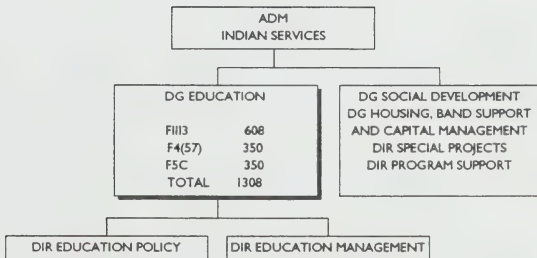 ADM
INDIAN SERVICES
DG EDUCATION
FIII3 608
F4(57) 350
F5C 350
TOTAL 1308
DG SOCIAL DEVELOPMENT
DG HOUSING, BAND SUPPORT
AND CAPITAL MANAGEMENT
DIR SPECIAL PROJECTS
DIR PROGRAM SUPPORT
DIR EDUCATION POLICY
DIR EDUCATION MANAGEMENT